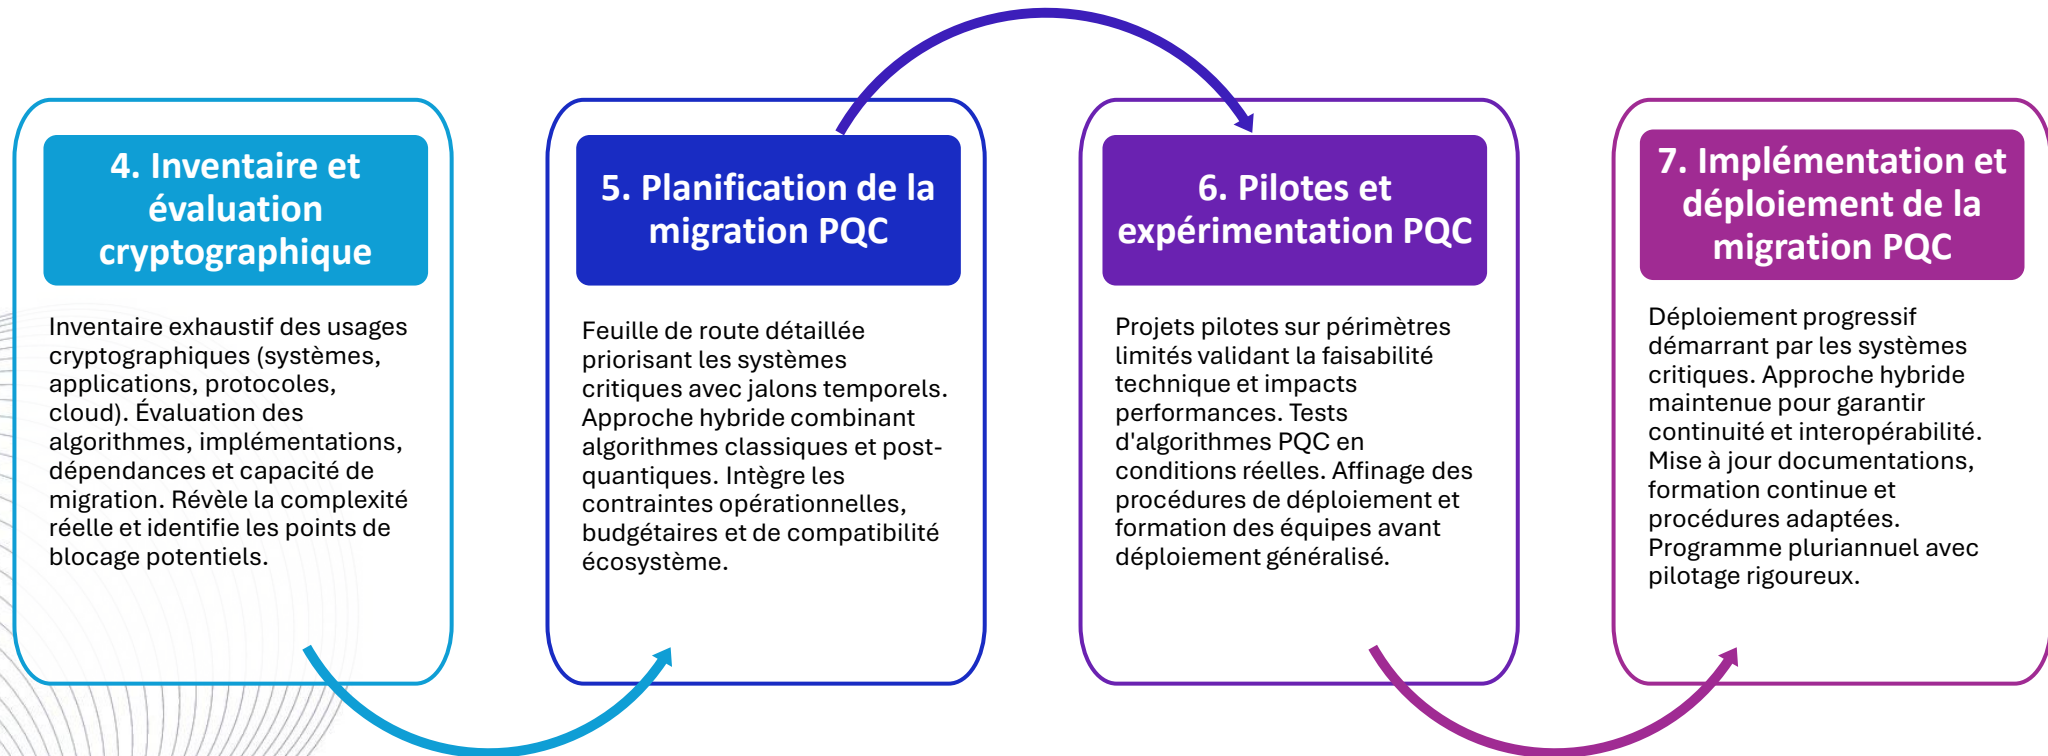 4. Inventaire et
évaluation
cryptographique
Inventaire exhaustif des usages
cryptographiques (systèmes,
applications, protocoles,
cloud). Évaluation des
algorithmes, implémentations,
dépendances et capacité de
migration. Révèle la complexité
réelle et identifie les points de
blocage potentiels.
5. Planification de la
migration PQC
Feuille de route détaillée
priorisant les systèmes
critiques avec jalons temporels.
Approche hybride combinant
algorithmes classiques et post-
quantiques. Intègre les
contraintes opérationnelles,
budgétaires et de compatibilité
écosystème.
6. Pilotes et
expérimentation PQC
Projets pilotes sur périmètres
limités validant la faisabilité
technique et impacts
performances. Tests
d'algorithmes PQC en
conditions réelles. Affinage des
procédures de déploiement et
formation des équipes avant
déploiement généralisé.
7. Implémentation et
déploiement de la
migration PQC
Déploiement progressif
démarrant par les systèmes
critiques. Approche hybride
maintenue pour garantir
continuité et interopérabilité.
Mise à jour documentations,
formation continue et
procédures adaptées.
Programme pluriannuel avec
pilotage rigoureux.